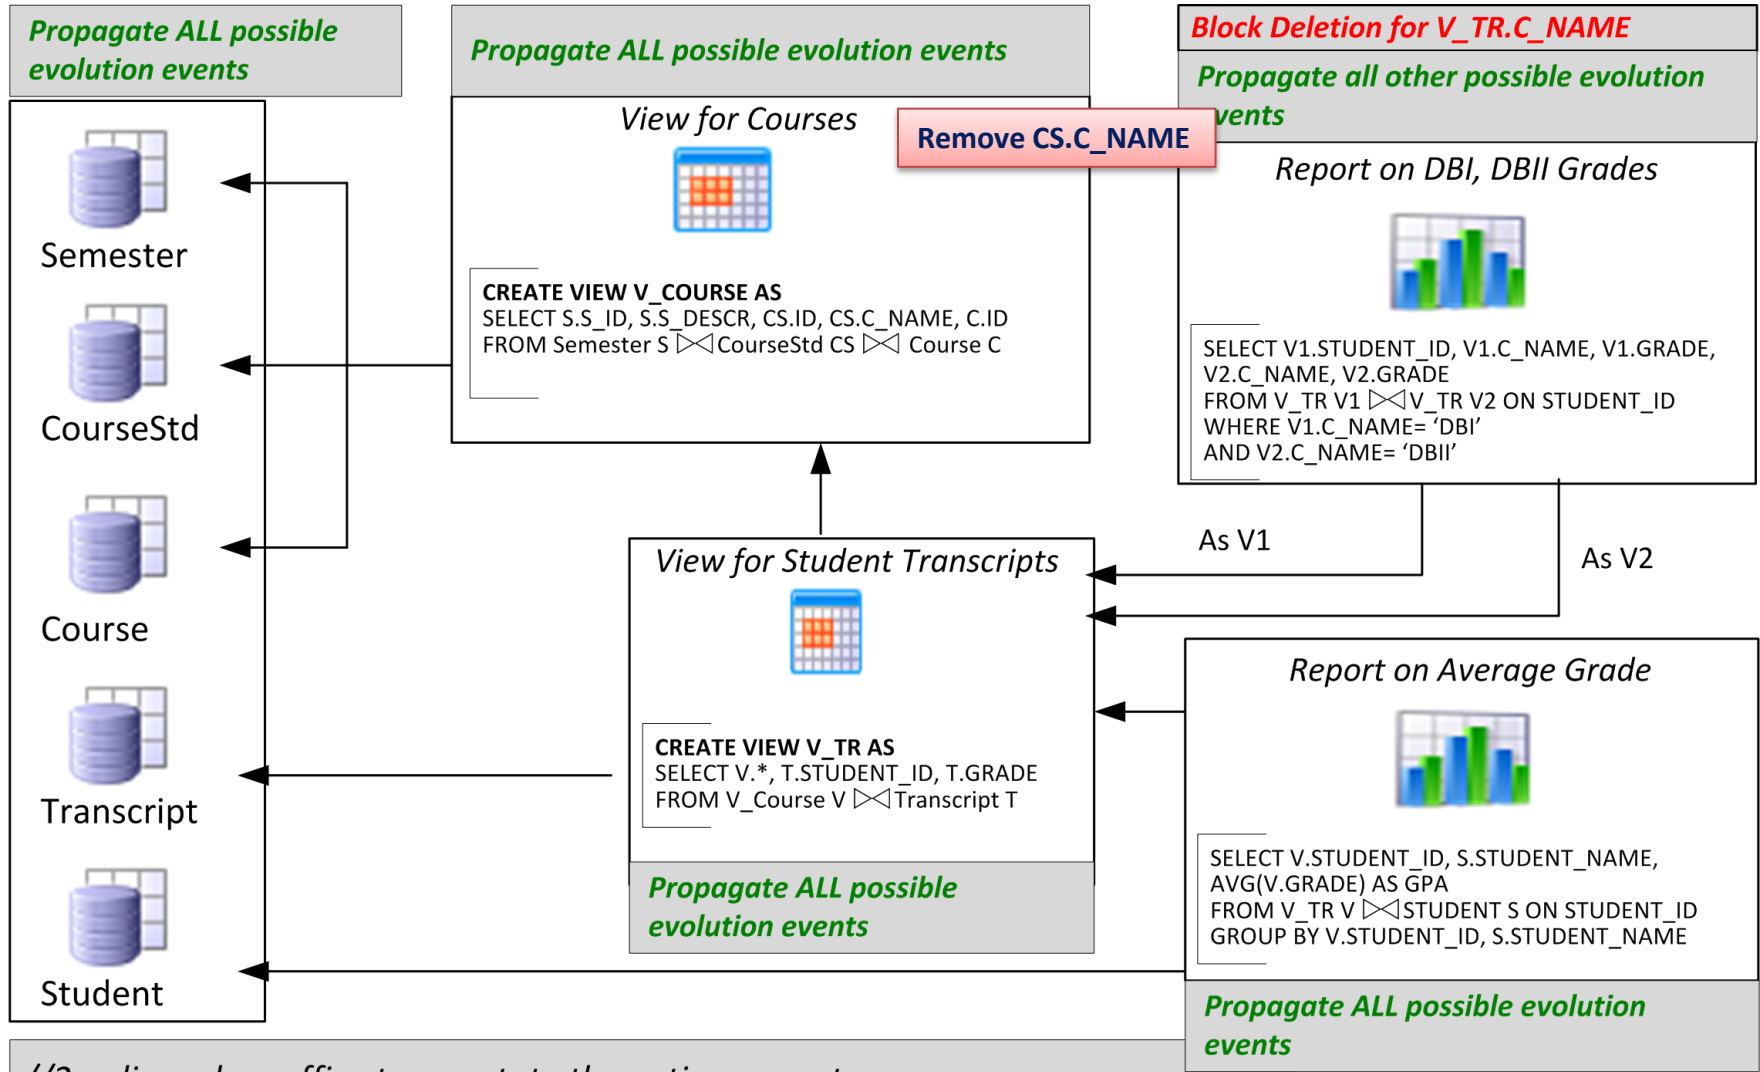 Propagate ALL possible
evolution events
Semester
CourseStd
Course
Transcript
Student
Propagate ALL possible evolution events
View for Courses
Remove CS.C_NAME
CREATE VIEW V_COURSE AS
SELECT S.S_ID, S.S_DESCR, CS.ID, CS.C_NAME, C.ID
FROM Semester S ⋈ CourseStd CS ⋈ Course C
Block Deletion for V_TR.C_NAME
Propagate all other possible evolution
vents
Report on DBI, DBII Grades
SELECT V1.STUDENT_ID, V1.C_NAME, V1.GRADE,
V2.C_NAME, V2.GRADE
FROM V_TR V1 ⋈ V_TR V2 ON STUDENT_ID
WHERE V1.C_NAME= ‘DBI’
AND V2.C_NAME= ‘DBII’
As V1
As V2
View for Student Transcripts
CREATE VIEW V_TR AS
SELECT V.*, T.STUDENT_ID, T.GRADE
FROM V_Course V ⋈ Transcript T
Propagate ALL possible
evolution events
Report on Average Grade
SELECT V.STUDENT_ID, S.STUDENT_NAME,
AVG(V.GRADE) AS GPA
FROM V_TR V ⋈ STUDENT S ON STUDENT_ID
GROUP BY V.STUDENT_ID, S.STUDENT_NAME
Propagate ALL possible evolution
events